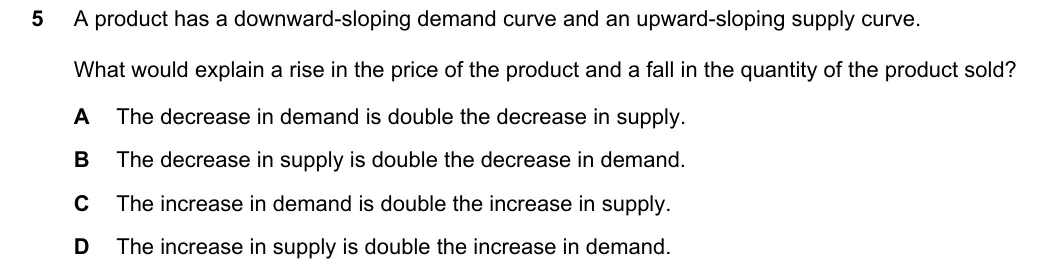 5 A product has a downward-sloping demand curve and an upward-sloping supply curve.
What would explain a rise in the price of the product and a fall in the quantity of the product sold?
A The decrease in demand is double the decrease in supply.
B The decrease in supply is double the decrease in demand.
C The increase in demand is double the increase in supply.
D The increase in supply is double the increase in demand.